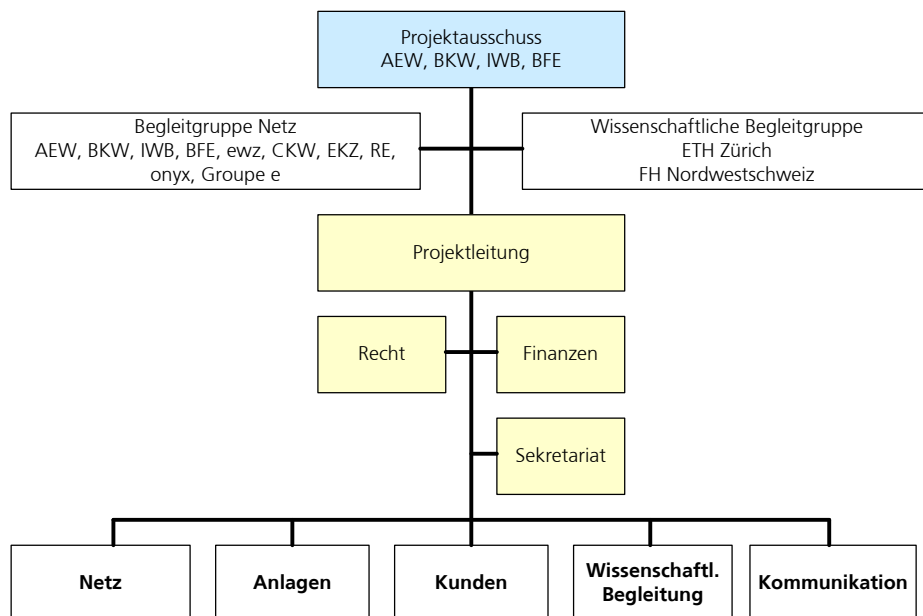 Projektausschuss
AEW, BKW, IWB, BFE
Begleitgruppe Netz
AEW, BKW, IWB, BFE, ewz, CKW, EKZ, RE,
onyx, Groupe e
Wissenschaftliche Begleitgruppe
ETH Zürich
FH Nordwestschweiz
Projektleitung
Recht
Finanzen
Sekretariat
Netz
Anlagen
Kunden
Wissenschaftl.
Begleitung
Kommunikation